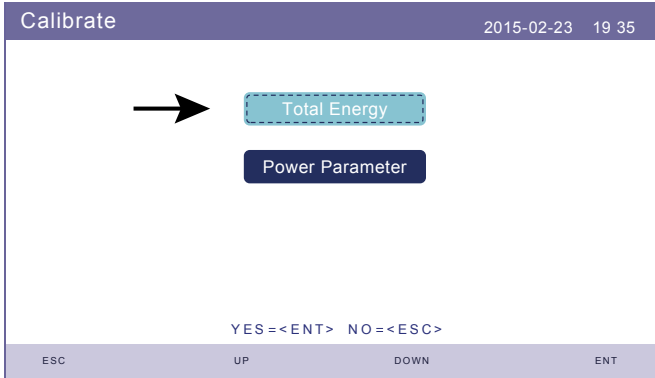 Calibrate 2015-02-23 19 35
Total Energy
Power Parameter
YES=<ENT> NO=<ESC>
ESC UP DOWN ENT